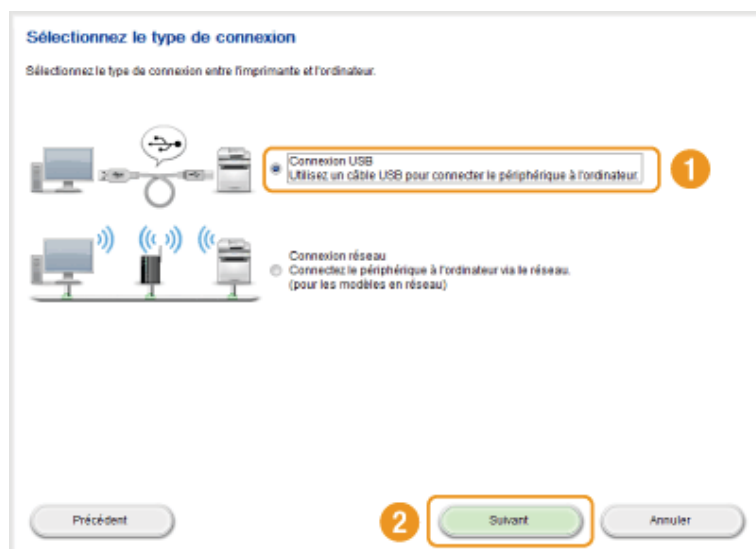 Sélectionnez le type de connexion
Sélectionnez le type de connexion entre l'imprimante et l'ordinateur.
Connexion USB
Utilisez un câble USB pour connecter le périphérique à l'ordinateur.
1
Connexion réseau
Connectez le périphérique à l'ordinateur via le réseau.
(pour les modèles en réseau)
Précédent
2
Suivant
Annuler